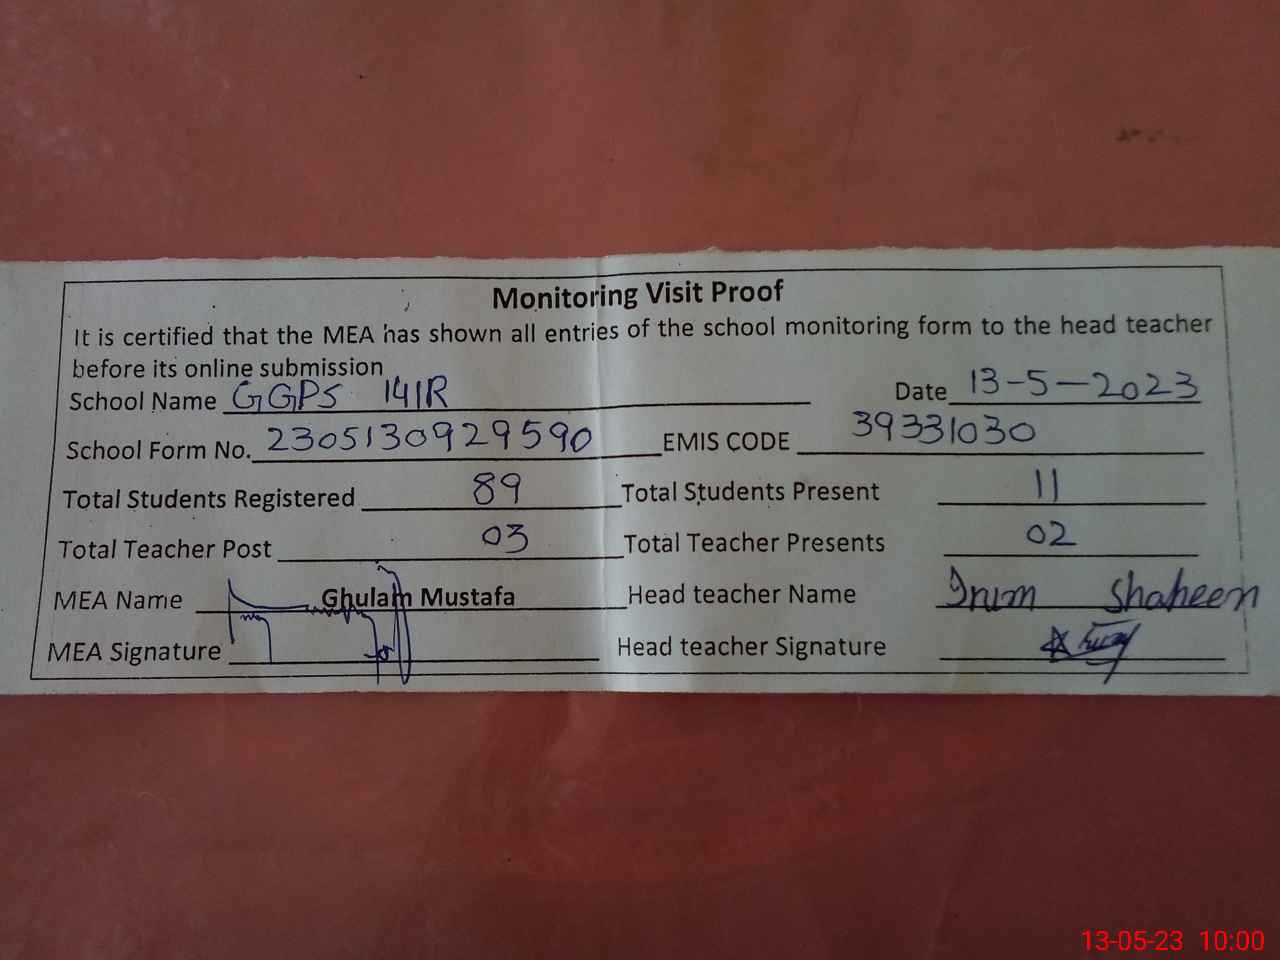 Monitoring Visit Proof
It is certified that the MEA has shown all entries of the school monitoring form to the head teacher
before its online submission
School Name GGPS 141R Date 13-5-2023
School Form No. 2305130929590 EMIS CODE 39331030
Total Students Registered 89 Total Students Present 11
Total Teacher Post 03 Total Teacher Presents 02
MEA Name Ghulam Mustafa Head teacher Name Irum Shaheen
MEA Signature Head teacher Signature
13-05-23 10:00